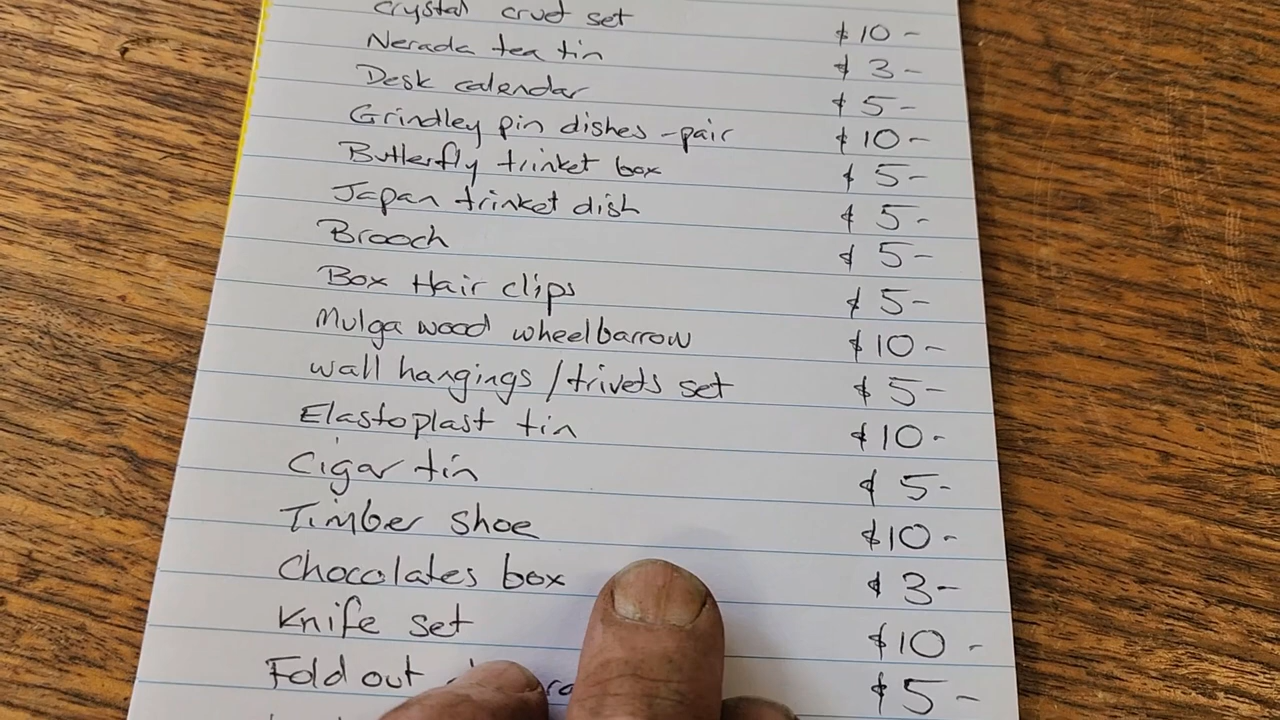 Crystal cruet set $10-
Nerada tea tin $3-
Desk calendar $5-
Grindley pin dishes -pair $10-
Butterfly trinket box $5-
Japan trinket dish $5-
Brooch $5-
Box Hair clips $5-
Mulga wood wheelbarrow $10-
Wall hangings / trivets set $5-
Elastoplast tin $10-
Cigar tin $5-
Timber shoe $10-
Chocolates box $3-
Knife set $10-
Fold out $5-